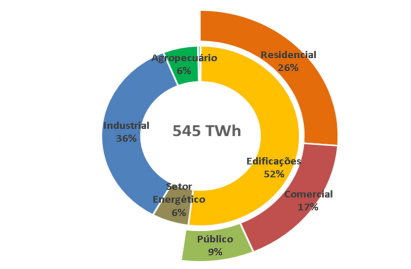 Residencial
26%
Agropecuário
6%
Industrial
36%
545 TWh
Edificações
52%
Setor
Energético
6%
Comercial
17%
Público
9%